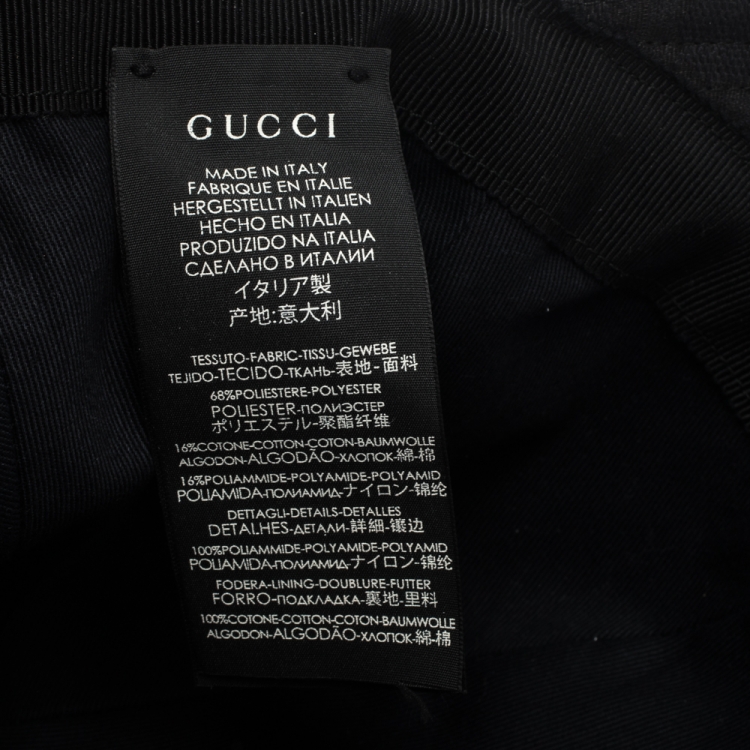 GUCCI
MADE IN ITALY
FABRIQUE EN ITALIE
HERGESTELLT IN ITALIEN
HECHO EN ITALIA
PRODUZIDO NA ITALIA
СДЕЛАНО В ИТАЛИИ
イタリア製
产地:意大利
TESSUTO-FABRIC-TISSU-GEWEBE
TEJIDO-TECIDO-ТКАНЬ-表地-面料
68%POLIESTERE-POLYESTER
POLIESTER-ПОЛИЭСТЕР
ポリエステル-聚酯纤维
16%COTONE-COTTON-COTON-BAUMWOLLE
ALGODON-ALGODÃO-ХЛОПОК-綿-棉
16%POLIAMMIDE-POLYAMIDE-POLYAMID
POLIAMIDA-ПОЛИАМИД-ナイロン-锦纶
DETTAGLI-DETAILS-DETALLES
DETALHES-ДЕТАЛИ-詳細-镶边
100%POLIAMMIDE-POLYAMIDE-POLYAMID
POLIAMIDA-ПОЛИАМИД-ナイロン-锦纶
FODERA-LINING-DOUBLURE-FUTTER
FORRO-ПОДКЛАДКА-裏地-里料
100%COTONE-COTTON-COTON-BAUMWOLLE
ALGODON-ALGODÃO-ХЛОПОК-綿-棉